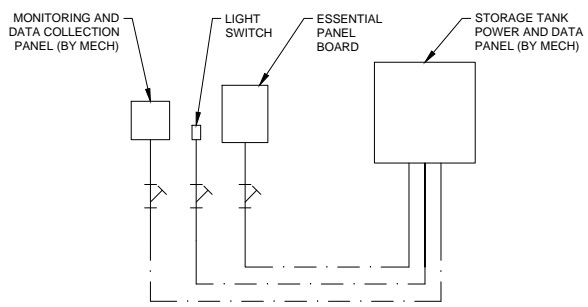 MONITORING AND
DATA COLLECTION
PANEL (BY MECH)
LIGHT
SWITCH
ESSENTIAL
PANEL
BOARD
STORAGE TANK
POWER AND DATA
PANEL (BY MECH)